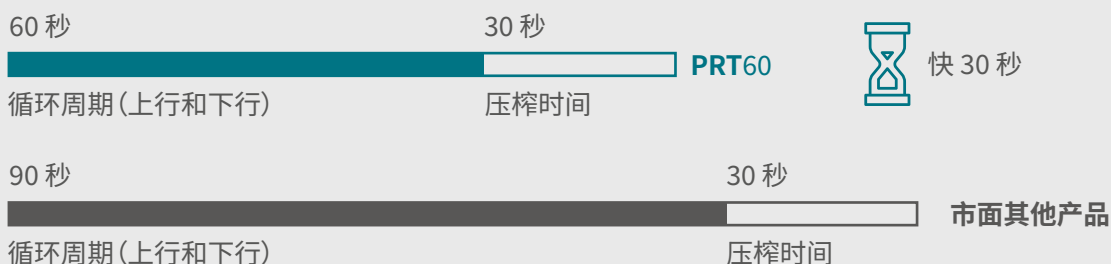 60 秒 30 秒
PRT60 快 30 秒
循环周期（上行和下行） 压榨时间
90 秒 30 秒
市面其他产品
循环周期（上行和下行） 压榨时间